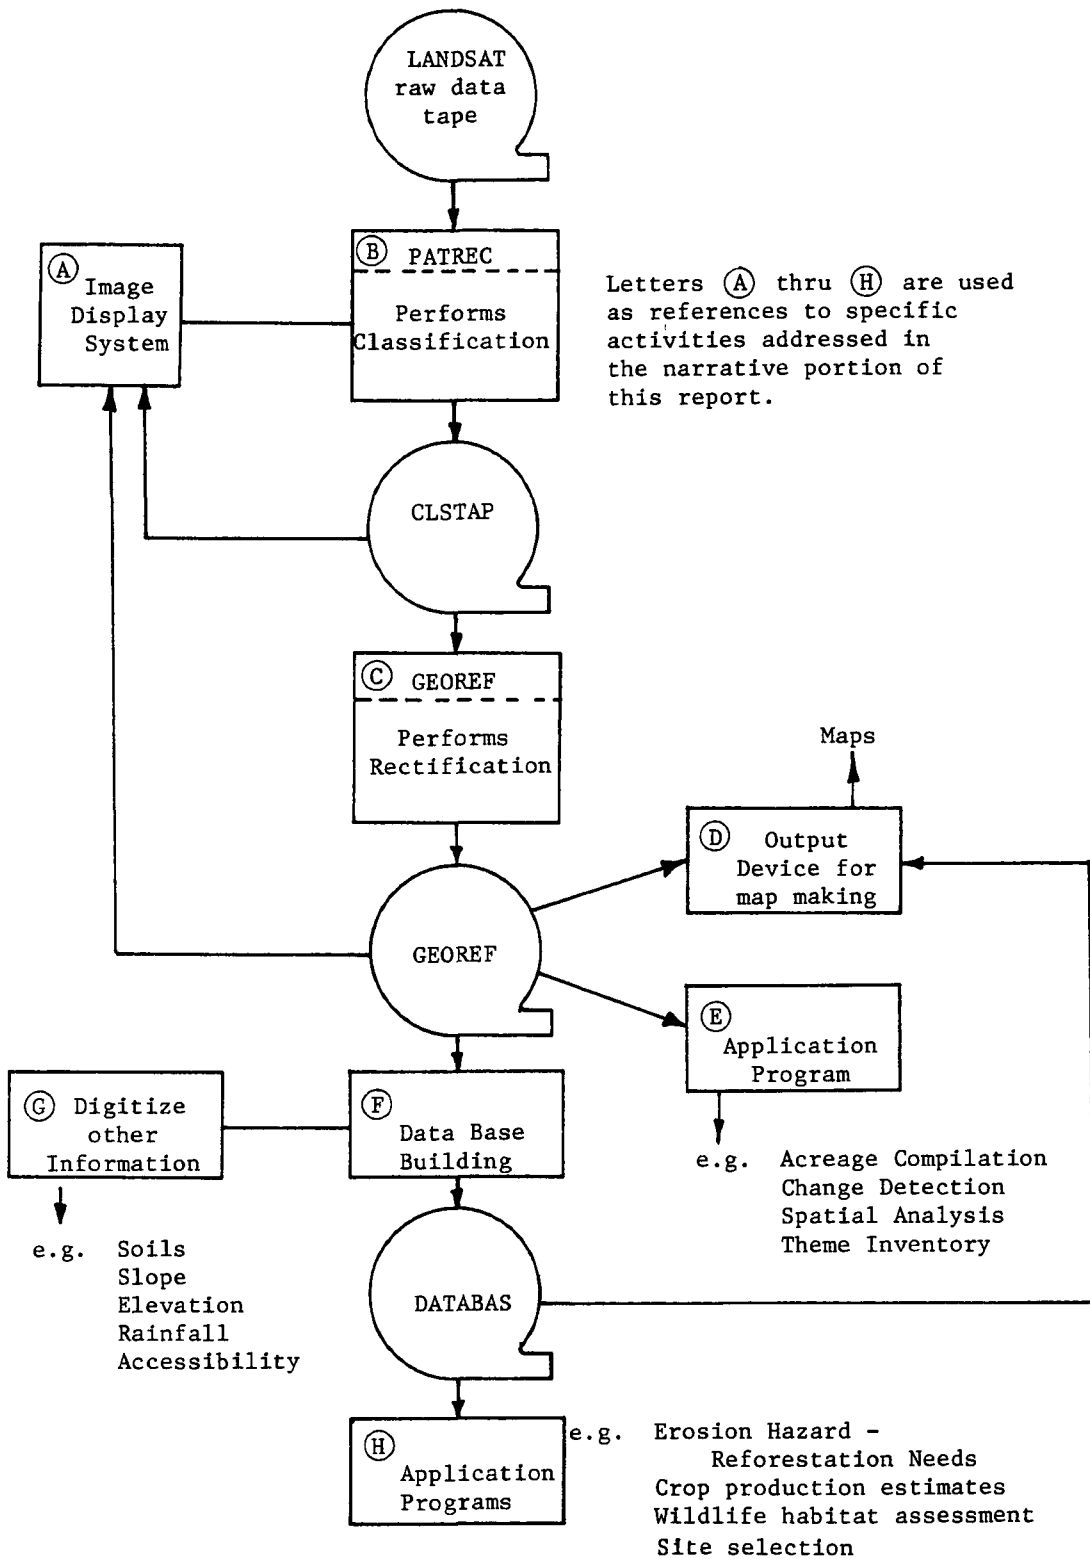 LANDSAT
raw data
tape
Ⓑ PATREC
Performs
Classification
Ⓐ
Image
Display
System
Letters Ⓐ thru Ⓗ are used
as references to specific
activities addressed in
the narrative portion of
this report.
CLSTAP
Ⓒ GEOREF
Performs
Rectification
Maps
Ⓓ Output
Device for
map making
GEOREF
Ⓔ
Application
Program
e.g. Acreage Compilation
Change Detection
Spatial Analysis
Theme Inventory
Ⓖ Digitize
other
Information
Ⓕ
Data Base
Building
e.g. Soils
Slope
Elevation
Rainfall
Accessibility
DATABAS
Ⓗ
Application
Programs
e.g. Erosion Hazard -
Reforestation Needs
Crop production estimates
Wildlife habitat assessment
Site selection